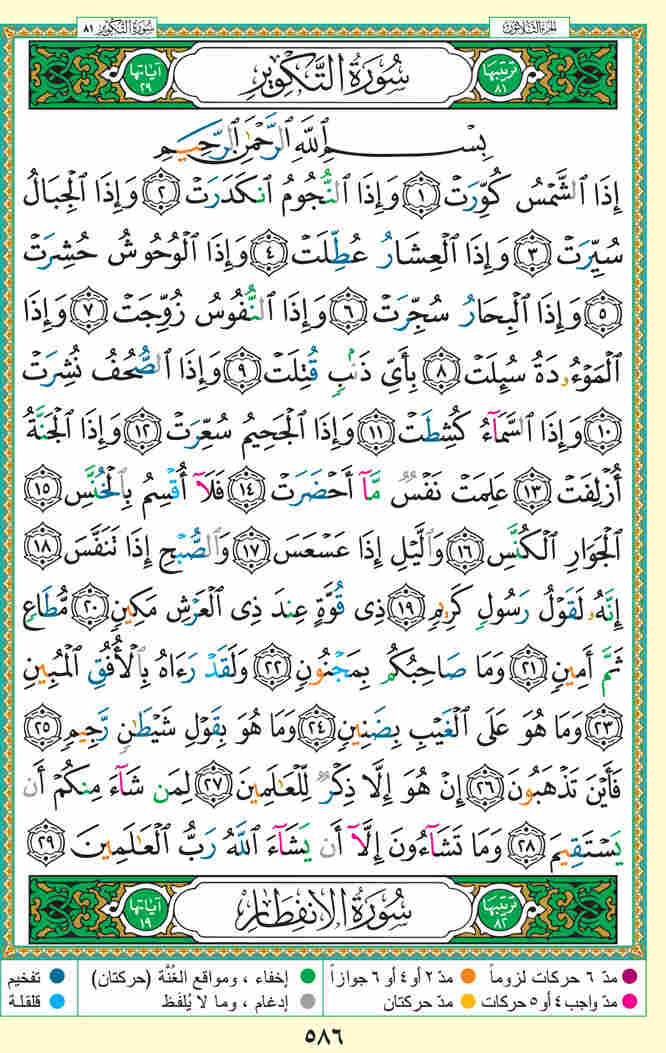 الجزء الثلاثون
سورة التكوير ٨١
ترتيبها ٨١ سُورَةُ التَّكْوِيرِ آياتها ٢٩
بِسْمِ ٱللَّهِ ٱلرَّحْمَٰنِ ٱلرَّحِيمِ
إِذَا ٱلشَّمْسُ كُوِّرَتْ ١ وَإِذَا ٱلنُّجُومُ ٱنكَدَرَتْ ٢ وَإِذَا ٱلْجِبَالُ
سُيِّرَتْ ٣ وَإِذَا ٱلْعِشَارُ عُطِّلَتْ ٤ وَإِذَا ٱلْوُحُوشُ حُشِرَتْ
٥ وَإِذَا ٱلْبِحَارُ سُجِّرَتْ ٦ وَإِذَا ٱلنُّفُوسُ زُوِّجَتْ ٧ وَإِذَا
ٱلْمَوْءُۥدَةُ سُئِلَتْ ٨ بِأَىِّ ذَنۢبٍ قُتِلَتْ ٩ وَإِذَا ٱلصُّحُفُ نُشِرَتْ
١٠ وَإِذَا ٱلسَّمَآءُ كُشِطَتْ ١١ وَإِذَا ٱلْجَحِيمُ سُعِّرَتْ ١٢ وَإِذَا ٱلْجَنَّةُ
أُزْلِفَتْ ١٣ عَلِمَتْ نَفْسٌ مَّآ أَحْضَرَتْ ١٤ فَلَآ أُقْسِمُ بِٱلْخُنَّسِ ١٥
ٱلْجَوَارِ ٱلْكُنَّسِ ١٦ وَٱلَّيْلِ إِذَا عَسْعَسَ ١٧ وَٱلصُّبْحِ إِذَا تَنَفَّسَ ١٨
إِنَّهُۥ لَقَوْلُ رَسُولٍ كَرِيمٍ ١٩ ذِى قُوَّةٍ عِندَ ذِى ٱلْعَرْشِ مَكِينٍ ٢٠ مُّطَاعٍ
ثَمَّ أَمِينٍ ٢١ وَمَا صَاحِبُكُم بِمَجْنُونٍ ٢٢ وَلَقَدْ رَءَاهُ بِٱلْأُفُقِ ٱلْمُبِينِ
٢٣ وَمَا هُوَ عَلَى ٱلْغَيْبِ بِضَنِينٍ ٢٤ وَمَا هُوَ بِقَوْلِ شَيْطَٰنٍ رَّجِيمٍ ٢٥
فَأَيْنَ تَذْهَبُونَ ٢٦ إِنْ هُوَ إِلَّا ذِكْرٌ لِّلْعَٰلَمِينَ ٢٧ لِمَن شَآءَ مِنكُمْ أَن
يَسْتَقِيمَ ٢٨ وَمَا تَشَآءُونَ إِلَّآ أَن يَشَآءَ ٱللَّهُ رَبُّ ٱلْعَٰلَمِينَ ٢٩
ترتيبها ٨٢ سُورَةُ الانفِطَارِ آياتها ١٩
مدّ ٦ حركات لزوماً مدّ ٢ أو ٤ أو ٦ جوازاً إخفاء ، ومواقع الغُنَّة (حركتان) تفخيم
مدّ واجب ٤ أو ٥ حركات مدّ حركتان إدغام ، وما لا يُلفَظ قلقلة
٥٨٦